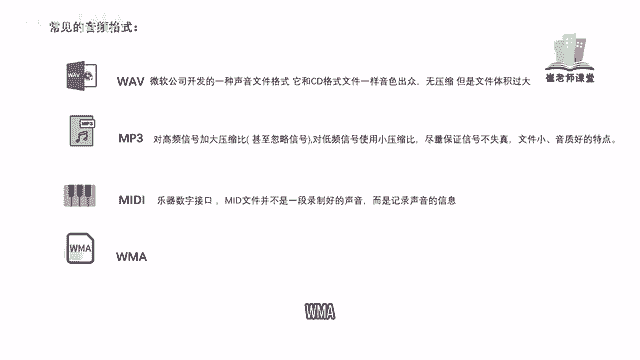 常见的音频格式：
WAV
WAV 微软公司开发的一种声音文件格式 它和CD格式文件一样音色出众，无压缩 但是文件体积过大
崔老师课堂
MP3
MP3 对高频信号加大压缩比( 甚至忽略信号),对低频信号使用小压缩比，尽量保证信号不失真，文件小、音质好的特点。
MIDI 乐器数字接口 ，MID文件并不是一段录制好的声音，而是记录声音的信息
WMA
WMA
WMA